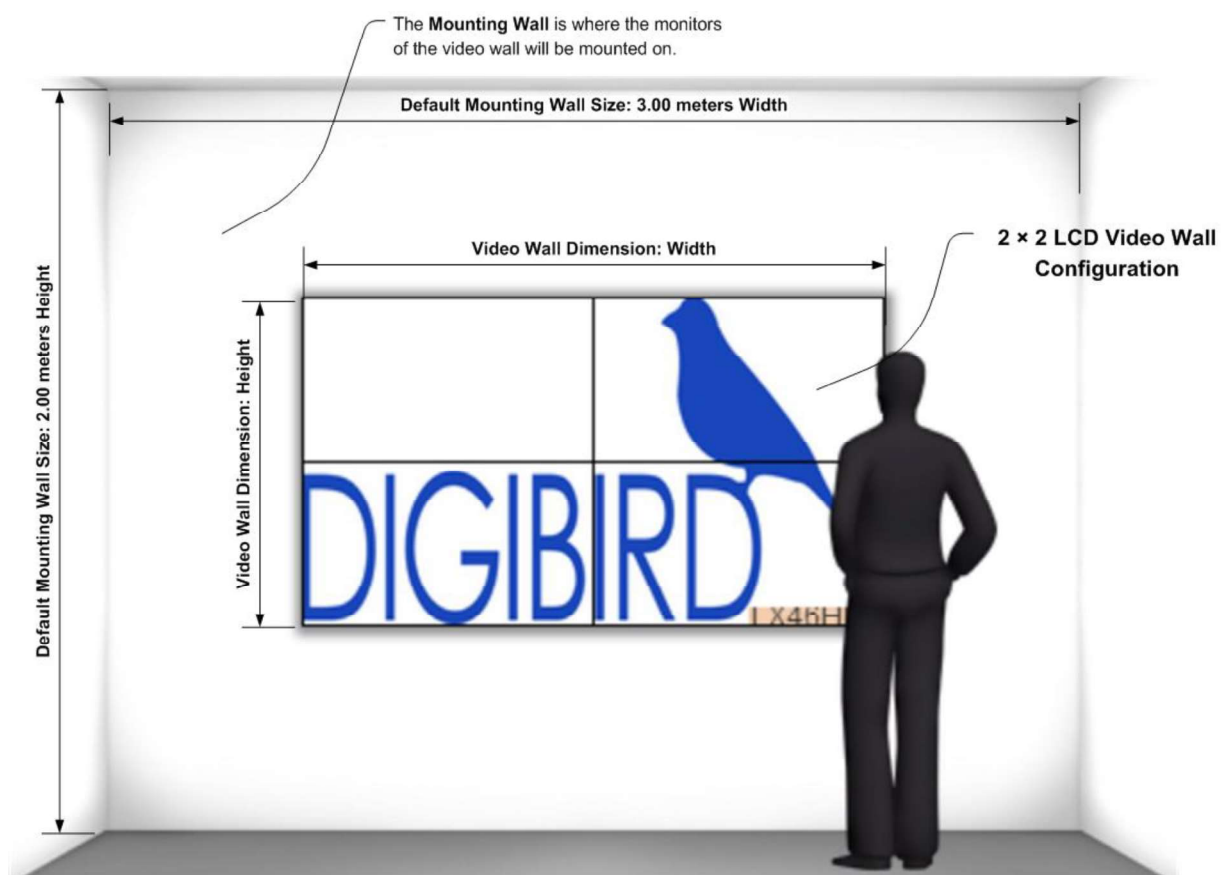 The Mounting Wall is where the monitors
of the video wall will be mounted on.
Default Mounting Wall Size: 3.00 meters Width
Video Wall Dimension: Width
2 × 2 LCD Video Wall
Configuration
Default Mounting Wall Size: 2.00 meters Height
Video Wall Dimension: Height
DIGIBIRD